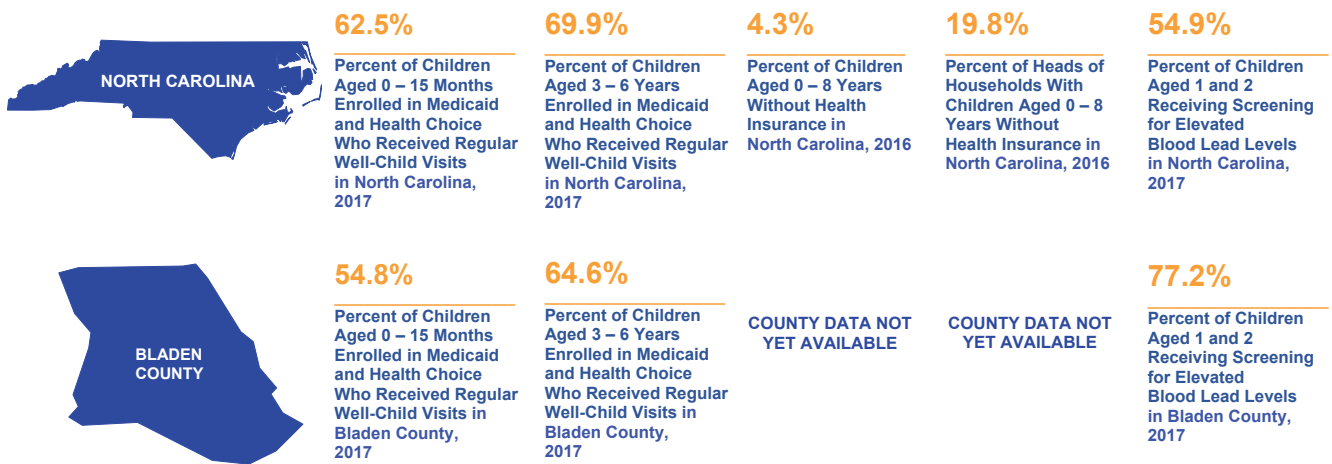 NORTH CAROLINA
62.5%
Percent of Children
Aged 0 – 15 Months
Enrolled in Medicaid
and Health Choice
Who Received Regular
Well-Child Visits
in North Carolina,
2017
69.9%
Percent of Children
Aged 3 – 6 Years
Enrolled in Medicaid
and Health Choice
Who Received Regular
Well-Child Visits
in North Carolina,
2017
4.3%
Percent of Children
Aged 0 – 8 Years
Without Health
Insurance in
North Carolina, 2016
19.8%
Percent of Heads of
Households With
Children Aged 0 – 8
Years Without
Health Insurance in
North Carolina, 2016
54.9%
Percent of Children
Aged 1 and 2
Receiving Screening
for Elevated
Blood Lead Levels
in North Carolina,
2017
BLADEN
COUNTY
54.8%
Percent of Children
Aged 0 – 15 Months
Enrolled in Medicaid
and Health Choice
Who Received Regular
Well-Child Visits in
Bladen County,
2017
64.6%
Percent of Children
Aged 3 – 6 Years
Enrolled in Medicaid
and Health Choice
Who Received Regular
Well-Child Visits in
Bladen County,
2017
COUNTY DATA NOT
YET AVAILABLE
COUNTY DATA NOT
YET AVAILABLE
77.2%
Percent of Children
Aged 1 and 2
Receiving Screening
for Elevated
Blood Lead Levels
in Bladen County,
2017